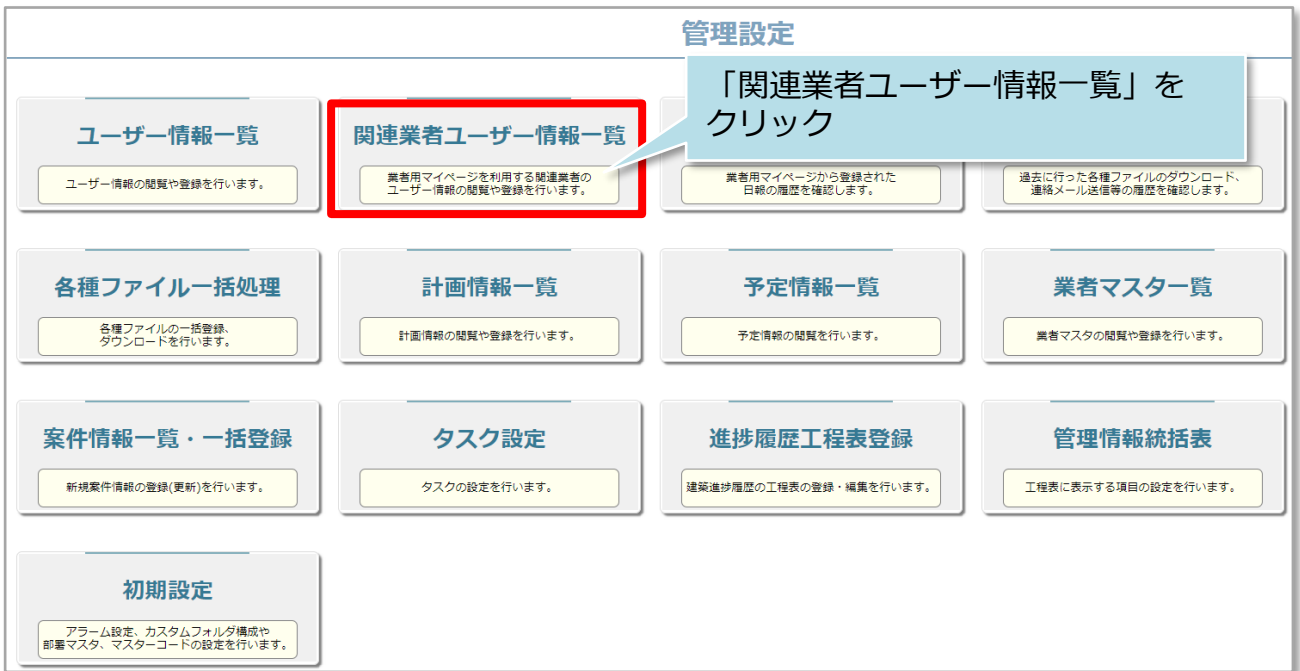 管理設定
「関連業者ユーザー情報一覧」を
クリック
ユーザー情報一覧
ユーザー情報の閲覧や登録を行います。
関連業者ユーザー情報一覧
業者用マイページを利用する関連業者の
ユーザー情報の閲覧や登録を行います。
業者用マイページから登録された
日報の履歴を確認します。
過去に行った各種ファイルのダウンロード、
連絡メール送信等の履歴を確認します。
各種ファイル一括処理
各種ファイルの一括登録、
ダウンロードを行います。
計画情報一覧
計画情報の閲覧や登録を行います。
予定情報一覧
予定情報の閲覧を行います。
業者マスタ一覧
業者マスタの閲覧や登録を行います。
案件情報一覧・一括登録
新規案件情報の登録(更新)を行います。
タスク設定
タスクの設定を行います。
進捗履歴工程表登録
建築進捗履歴の工程表の登録・編集を行います。
管理情報統括表
工程表に表示する項目の設定を行います。
初期設定
アラーム設定、カスタムフォルダ構成や
部署マスタ、マスターコードの設定を行います。